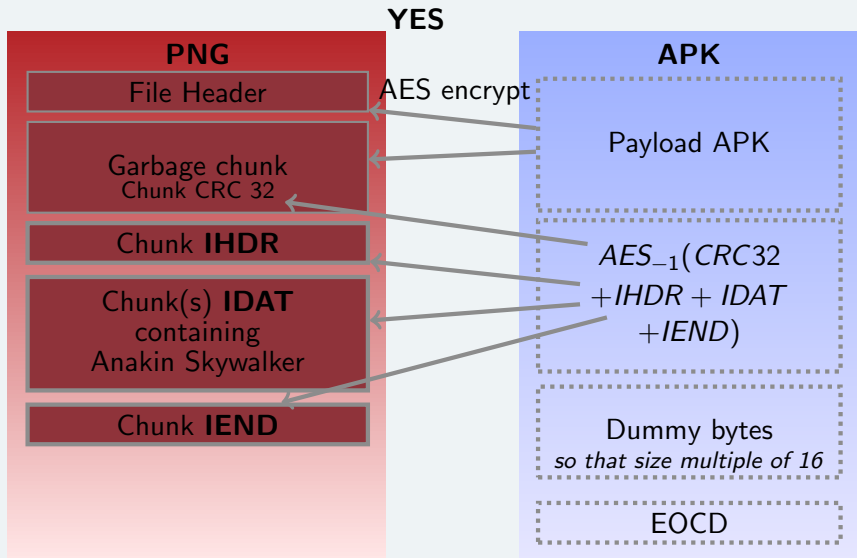 YES
PNG
File Header
Garbage chunk
Chunk CRC 32
Chunk IHDR
Chunk(s) IDAT
containing
Anakin Skywalker
Chunk IEND
AES encrypt
APK
Payload APK
AES₋₁(CRC32
+IHDR + IDAT
+IEND)
Dummy bytes
so that size multiple of 16
EOCD